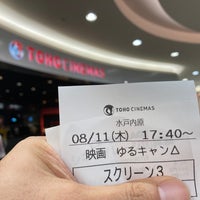 TOHO CINEMAS
TOHO CINEMAS
水戸内原
08/11(木) 17:40~
映画 ゆるキャン△
スクリーン3